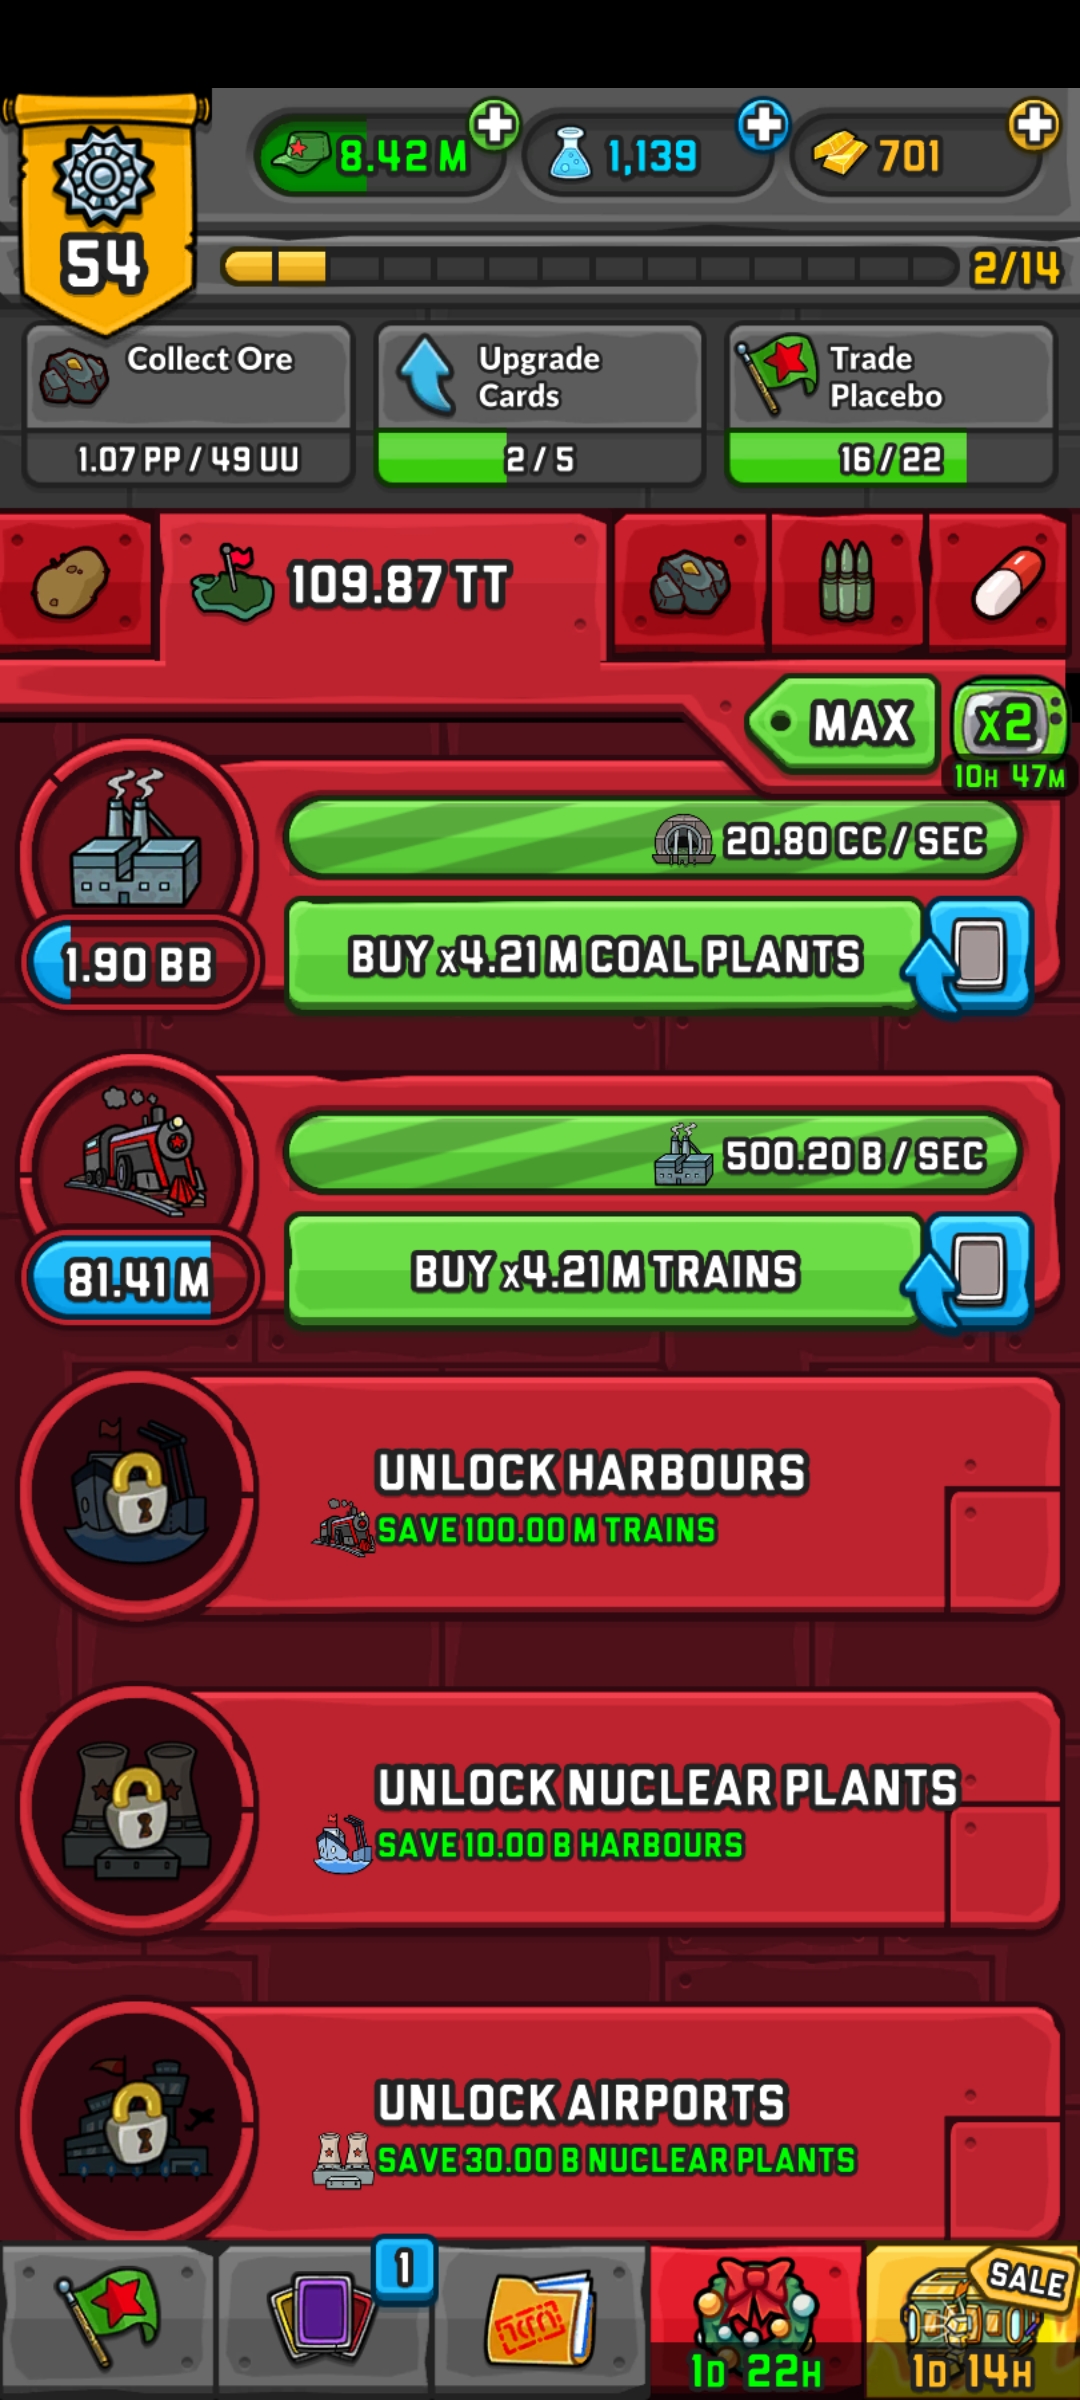 8.42 M
1,139
701
54
2/14
Collect Ore
1.07 PP / 49 UU
Upgrade
Cards
2 / 5
Trade
Placebo
16 / 22
109.87 TT
MAX
x2
10H 47M
20.80 CC / SEC
1.90 BB
BUY x4.21 M COAL PLANTS
500.20 B / SEC
81.41 M
BUY x4.21 M TRAINS
UNLOCK HARBOURS
SAVE 100.00 M TRAINS
UNLOCK NUCLEAR PLANTS
SAVE 10.00 B HARBOURS
UNLOCK AIRPORTS
SAVE 30.00 B NUCLEAR PLANTS
1
SALE
1D 22H
1D 14H